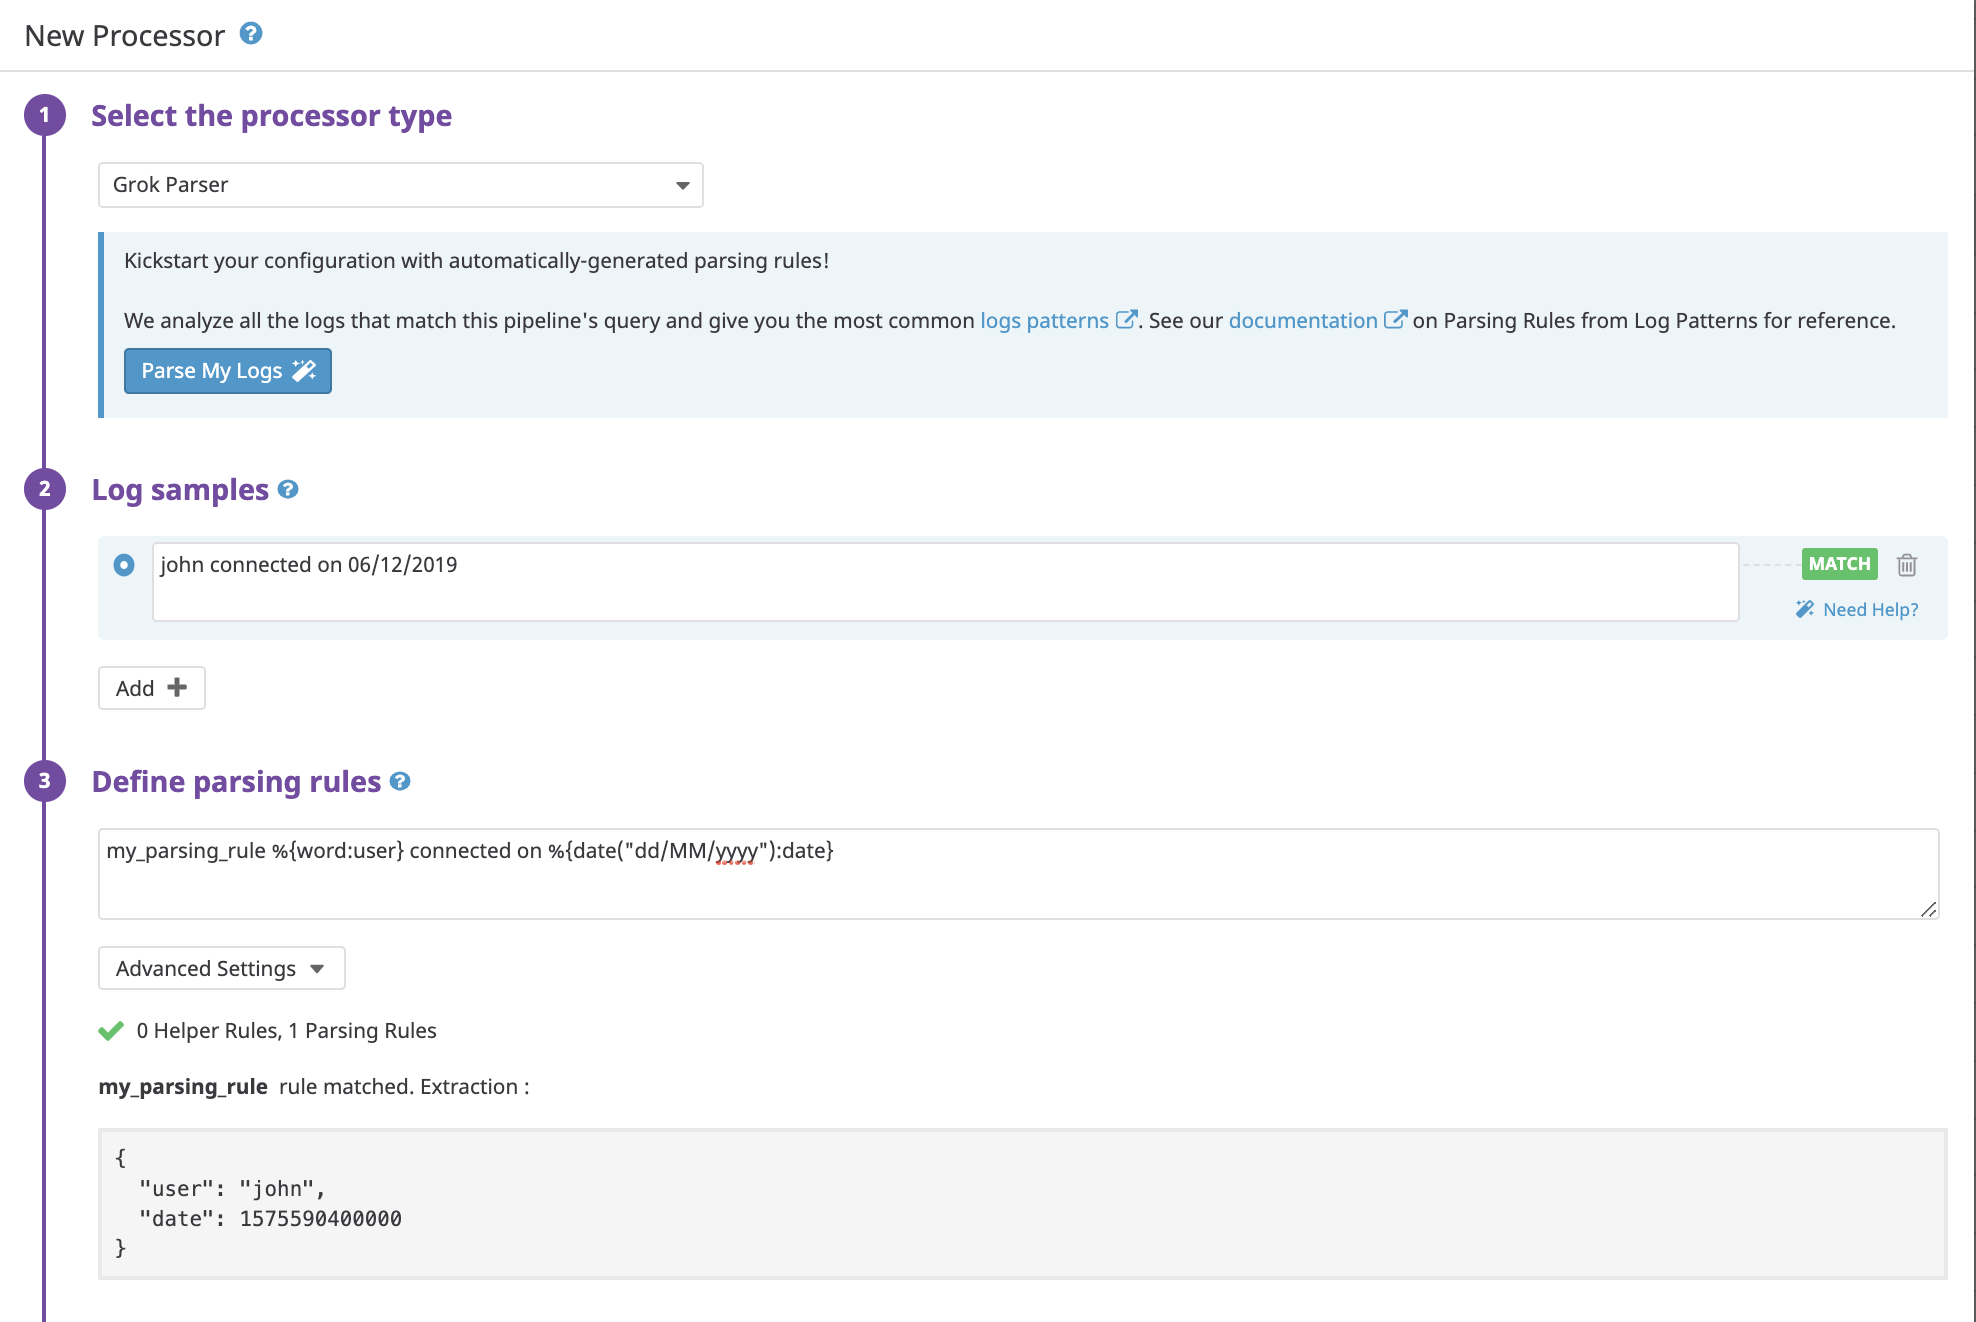 New Processor ?
1 Select the processor type
Grok Parser
Kickstart your configuration with automatically-generated parsing rules!
We analyze all the logs that match this pipeline's query and give you the most common logs patterns. See our documentation on Parsing Rules from Log Patterns for reference.
Parse My Logs
2 Log samples ?
john connected on 06/12/2019 MATCH
Need Help?
Add +
3 Define parsing rules ?
my_parsing_rule %{word:user} connected on %{date("dd/MM/yyyy"):date}
Advanced Settings
0 Helper Rules, 1 Parsing Rules
my_parsing_rule rule matched. Extraction :
{
"user": "john",
"date": 1575590400000
}